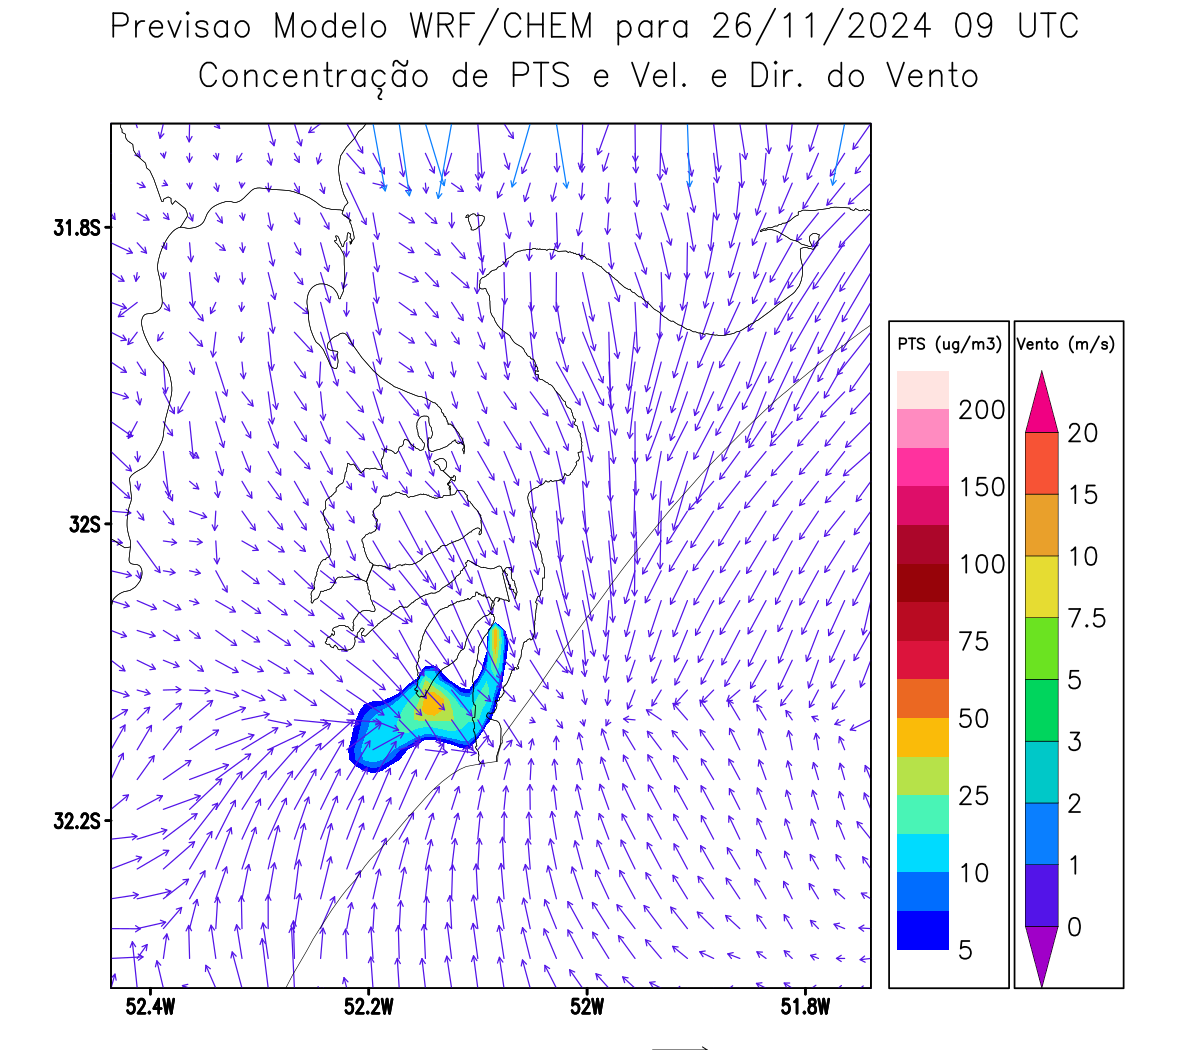 Previsao Modelo WRF/CHEM para 26/11/2024 09 UTC
Concentração de PTS e Vel. e Dir. do Vento
31.8S
32S
32.2S
52.4W
52.2W
52W
51.8W
PTS (ug/m3)
200
150
100
75
50
25
10
5
Vento (m/s)
20
15
10
7.5
5
3
2
1
0